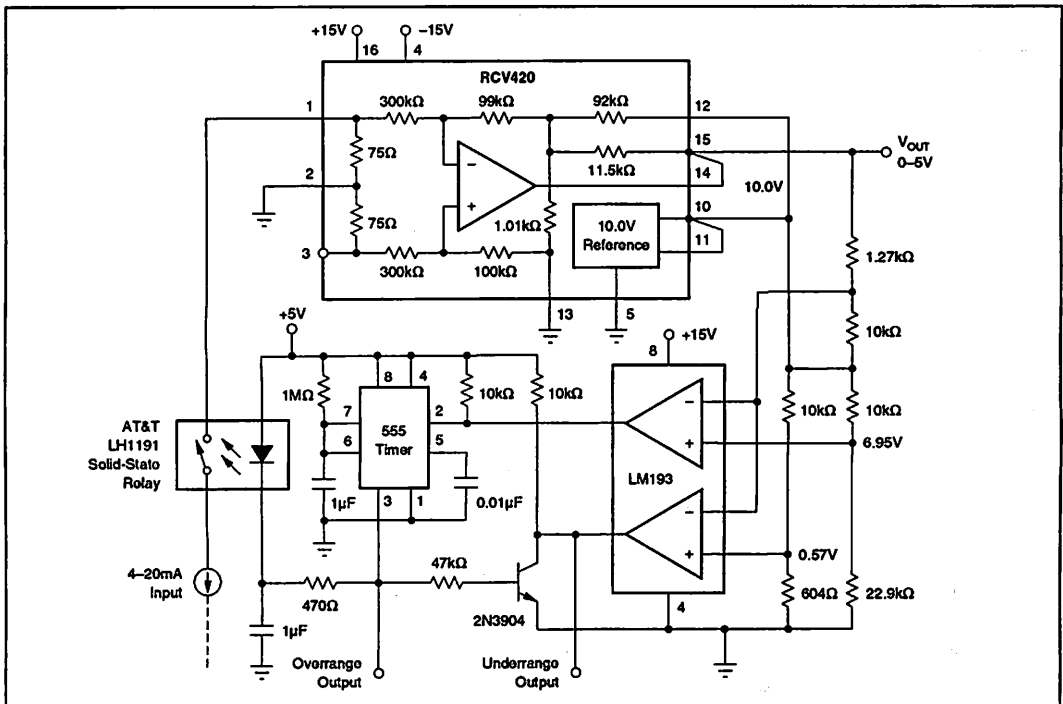 +15V
–15V
16
4
RCV420
1
300kΩ
99kΩ
92kΩ
12
15
VOUT
0–5V
75Ω
11.5kΩ
14
10.0V
2
10
75Ω
1.01kΩ
10.0V
Reference
11
3
300kΩ
100kΩ
1.27kΩ
13
5
+5V
+15V
10kΩ
8
8
4
1MΩ
10kΩ
10kΩ
10kΩ
10kΩ
7
2
AT&T
LH1191
Solid-Stato
Rolay
6
555
Timer
5
6.95V
LM193
3
1
1µF
0.01µF
0.57V
4–20mA
Input
47kΩ
470Ω
604Ω
22.9kΩ
4
2N3904
1µF
Overrange
Output
Underrange
Output